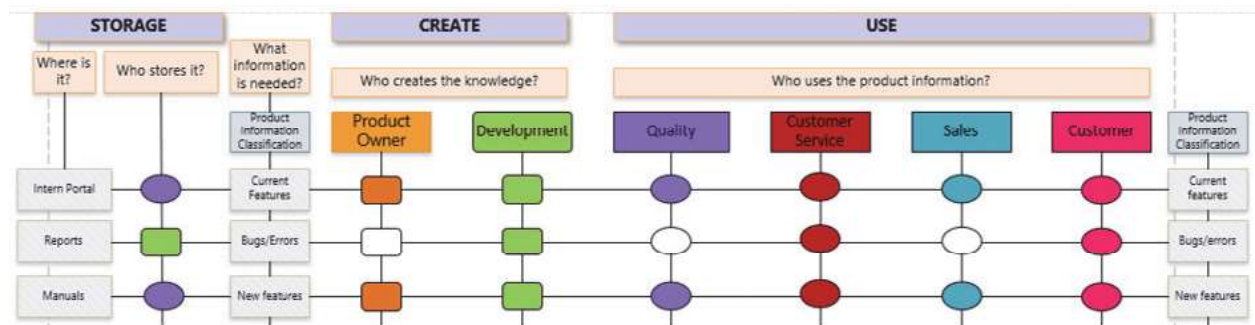 STORAGE
CREATE
USE
Where is
it?
Who stores it?
What
information
is needed?
Who creates the knowledge?
Who uses the product information?
Product
Information
Classification
Product
Owner
Development
Quality
Customer
Service
Sales
Customer
Product
Information
Classification
Intern Portal
Current
Features
Current
features
Reports
Bugs/Errors
Bugs/errors
Manuals
New features
New features